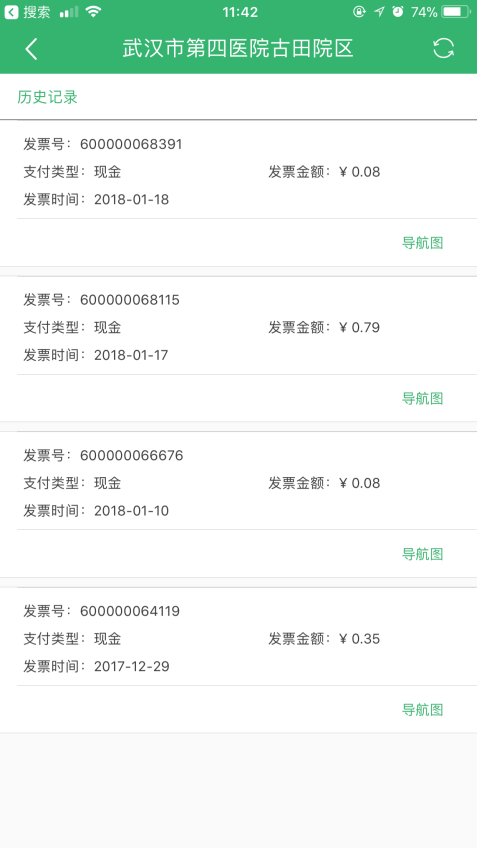 搜索 11:42 74%
武汉市第四医院古田院区
历史记录
发票号：600000068391
支付类型：现金 发票金额：¥ 0.08
发票时间：2018-01-18
导航图
发票号：600000068115
支付类型：现金 发票金额：¥ 0.79
发票时间：2018-01-17
导航图
发票号：600000066676
支付类型：现金 发票金额：¥ 0.08
发票时间：2018-01-10
导航图
发票号：600000064119
支付类型：现金 发票金额：¥ 0.35
发票时间：2017-12-29
导航图